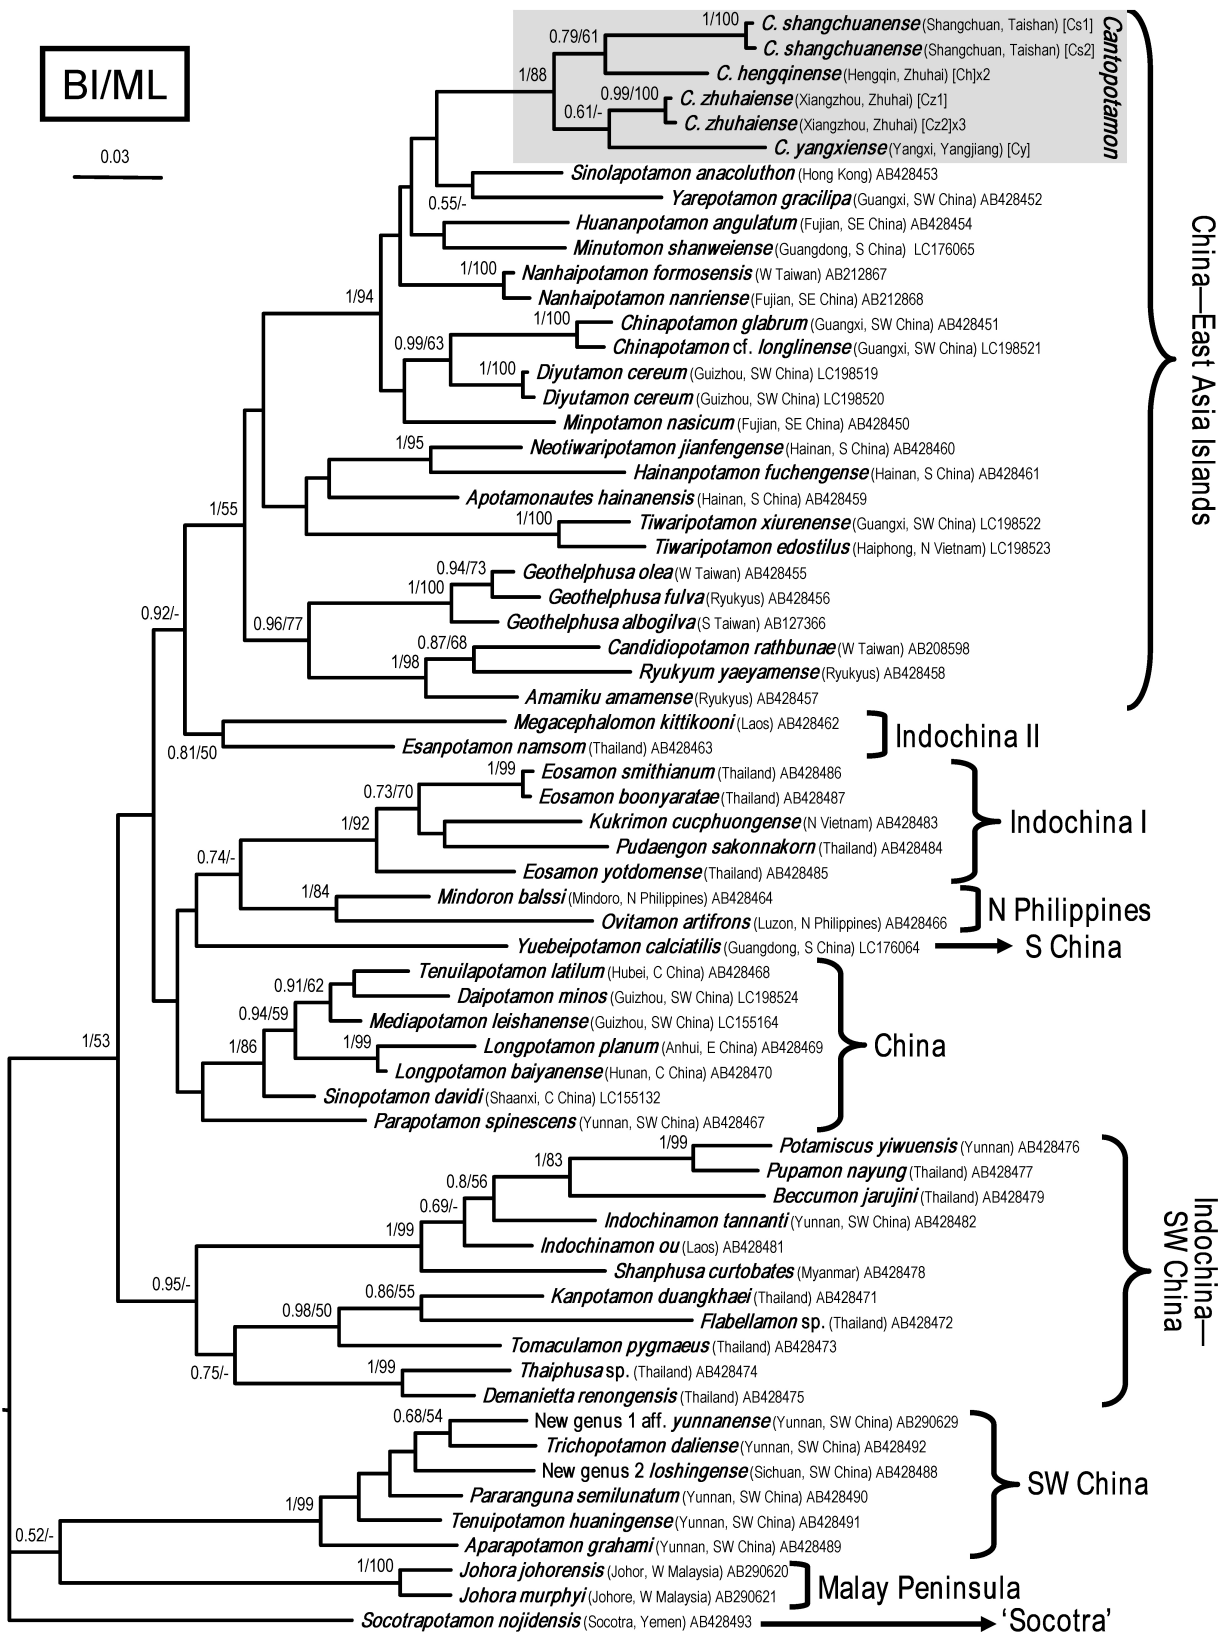 BI/ML
0.03
1/100
C. shangchuanense (Shangchuan, Taishan) [Cs1]
0.79/61
C. shangchuanense (Shangchuan, Taishan) [Cs2]
1/88
C. hengqinense (Hengqin, Zhuhai) [Ch]x2
0.99/100
C. zhuhaiense (Xiangzhou, Zhuhai) [Cz1]
0.61/-
C. zhuhaiense (Xiangzhou, Zhuhai) [Cz2]x3
C. yangxiense (Yangxi, Yangjiang) [Cy]
Cantopotamon
Sinolapotamon anacoluthon (Hong Kong) AB428453
0.55/-
Yarepotamon gracilipa (Guangxi, SW China) AB428452
Huananpotamon angulatum (Fujian, SE China) AB428454
Minutomon shanweiense (Guangdong, S China) LC176065
1/100
Nanhaipotamon formosensis (W Taiwan) AB212867
1/94
Nanhaipotamon nanriense (Fujian, SE China) AB212868
1/100
Chinapotamon glabrum (Guangxi, SW China) AB428451
0.99/63
Chinapotamon cf. longlinense (Guangxi, SW China) LC198521
1/100
Diyutamon cereum (Guizhou, SW China) LC198519
Diyutamon cereum (Guizhou, SW China) LC198520
Minpotamon nasicum (Fujian, SE China) AB428450
1/95
Neotiwaripotamon jianfengense (Hainan, S China) AB428460
Hainanpotamon fuchengense (Hainan, S China) AB428461
Apotamonautes hainanensis (Hainan, S China) AB428459
1/55
1/100
Tiwaripotamon xiurenense (Guangxi, SW China) LC198522
Tiwaripotamon edostilus (Haiphong, N Vietnam) LC198523
0.94/73
Geothelphusa olea (W Taiwan) AB428455
1/100
Geothelphusa fulva (Ryukyus) AB428456
0.92/-
0.96/77
Geothelphusa albogilva (S Taiwan) AB127366
0.87/68
Candidiopotamon rathbunae (W Taiwan) AB208598
1/98
Ryukyum yaeyamense (Ryukyus) AB428458
Amamiku amamense (Ryukyus) AB428457
China—East Asia Islands
Megacephalomon kittikooni (Laos) AB428462
0.81/50
Esanpotamon namsom (Thailand) AB428463
Indochina II
1/99
Eosamon smithianum (Thailand) AB428486
0.73/70
Eosamon boonyaratae (Thailand) AB428487
1/92
Kukrimon cucphuongense (N Vietnam) AB428483
Pudaengon sakonnakorn (Thailand) AB428484
0.74/-
Eosamon yotdomense (Thailand) AB428485
Indochina I
1/84
Mindoron balssi (Mindoro, N Philippines) AB428464
Ovitamon artifrons (Luzon, N Philippines) AB428466
N Philippines
Yuebeipotamon calciatilis (Guangdong, S China) LC176064
S China
Tenuilapotamon latilum (Hubei, C China) AB428468
0.91/62
Daipotamon minos (Guizhou, SW China) LC198524
0.94/59
Mediapotamon leishanense (Guizhou, SW China) LC155164
1/53
1/86
1/99
Longpotamon planum (Anhui, E China) AB428469
Longpotamon baiyanense (Hunan, C China) AB428470
Sinopotamon davidi (Shaanxi, C China) LC155132
Parapotamon spinescens (Yunnan, SW China) AB428467
China
1/99
Potamiscus yiwuensis (Yunnan) AB428476
1/83
Pupamon nayung (Thailand) AB428477
0.8/56
Beccumon jarujini (Thailand) AB428479
0.69/-
Indochinamon tannanti (Yunnan, SW China) AB428482
1/99
Indochinamon ou (Laos) AB428481
Shanphusa curtobates (Myanmar) AB428478
0.95/-
0.86/55
Kanpotamon duangkhaei (Thailand) AB428471
0.98/50
Flabellamon sp. (Thailand) AB428472
Tomaculamon pygmaeus (Thailand) AB428473
0.75/-
1/99
Thaiphusa sp. (Thailand) AB428474
Demanietta renongensis (Thailand) AB428475
Indochina—
SW China
0.68/54
New genus 1 aff. yunnanense (Yunnan, SW China) AB290629
Trichopotamon daliense (Yunnan, SW China) AB428492
New genus 2 loshingense (Sichuan, SW China) AB428488
1/99
Pararanguna semilunatum (Yunnan, SW China) AB428490
Tenuipotamon huaningense (Yunnan, SW China) AB428491
0.52/-
Aparapotamon grahami (Yunnan, SW China) AB428489
SW China
1/100
Johora johorensis (Johor, W Malaysia) AB290620
Johora murphyi (Johore, W Malaysia) AB290621
Malay Peninsula
Socotrapotamon nojidensis (Socotra, Yemen) AB428493
‘Socotra’